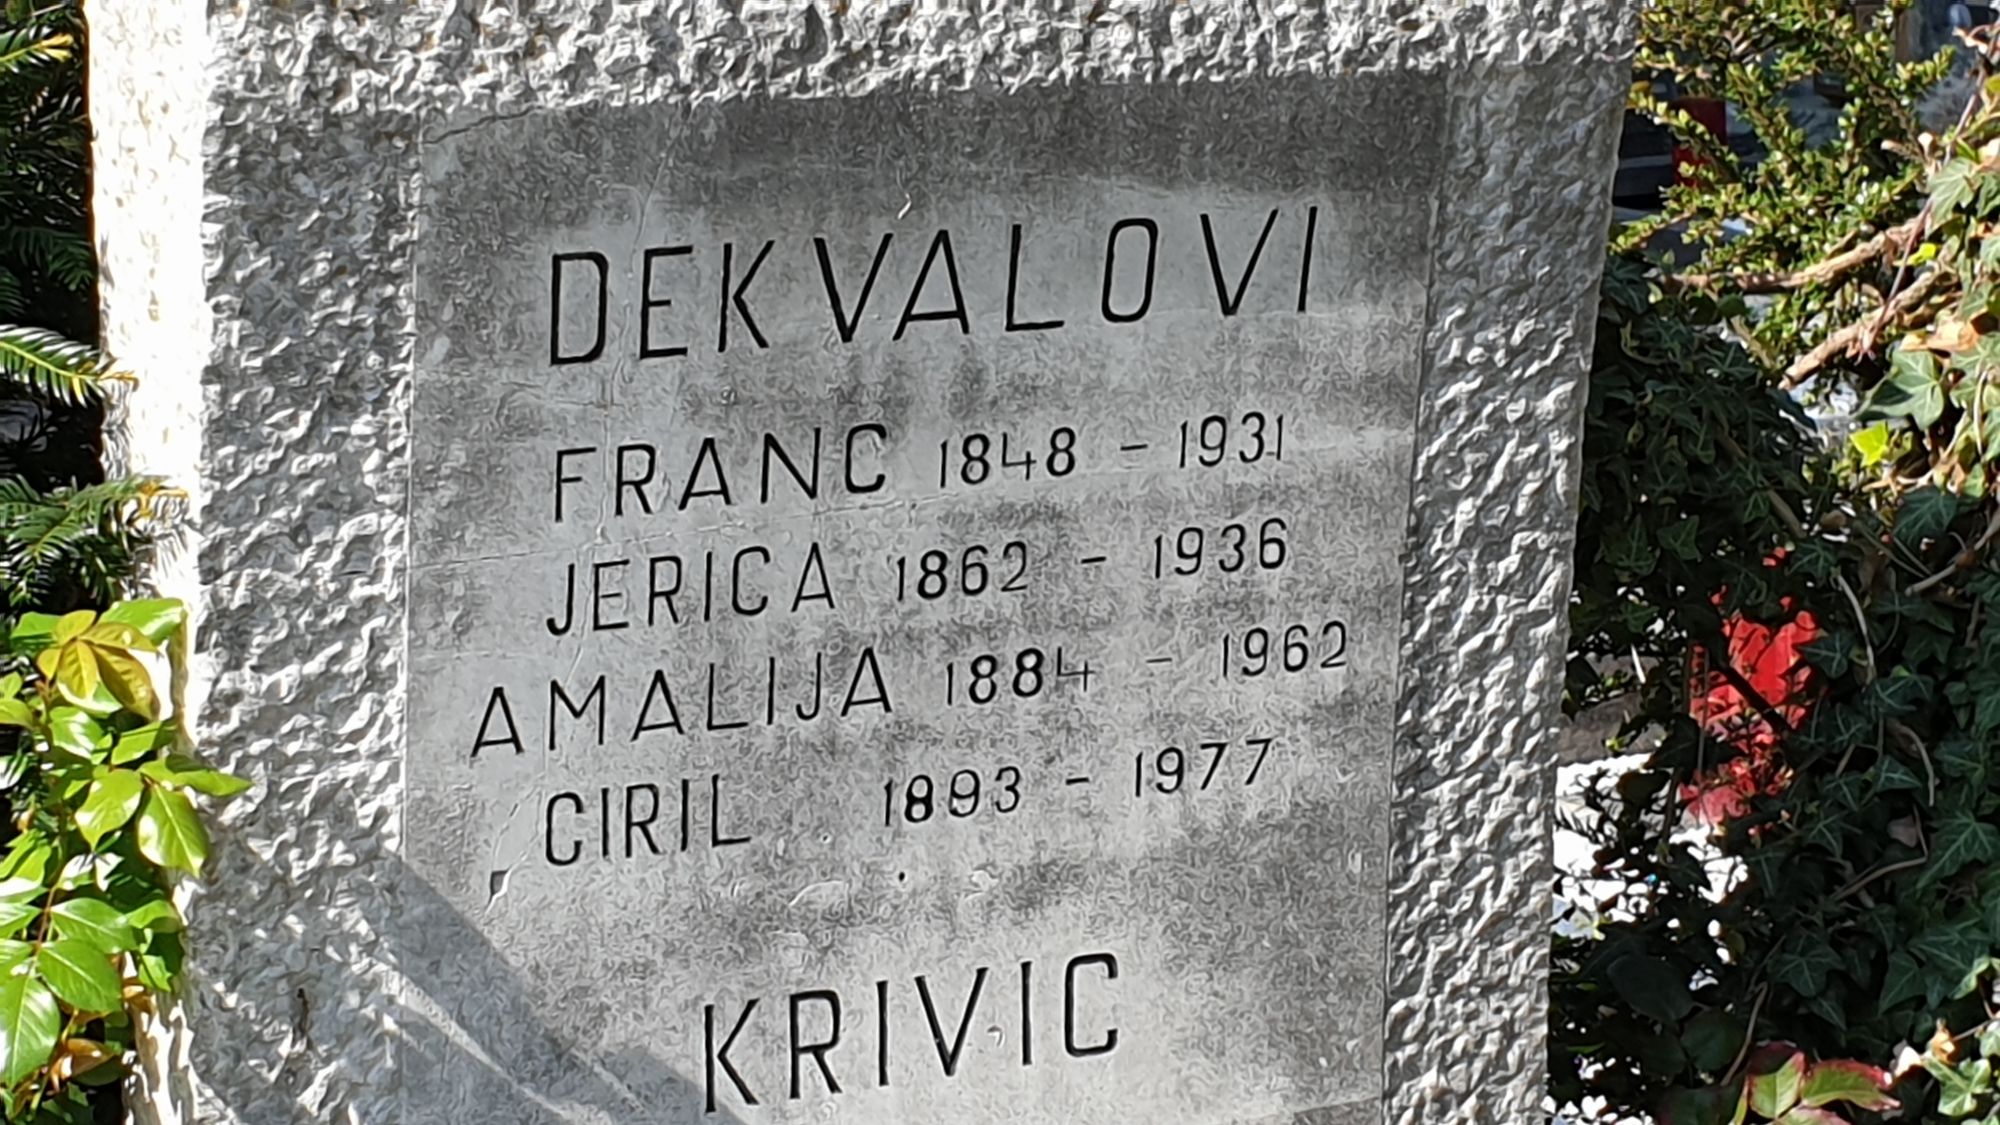 DEKVALOVI
FRANC 1848 - 1931
JERICA 1862 - 1936
AMALIJA 1884 - 1962
CIRIL 1893 - 1977
KRIVIC